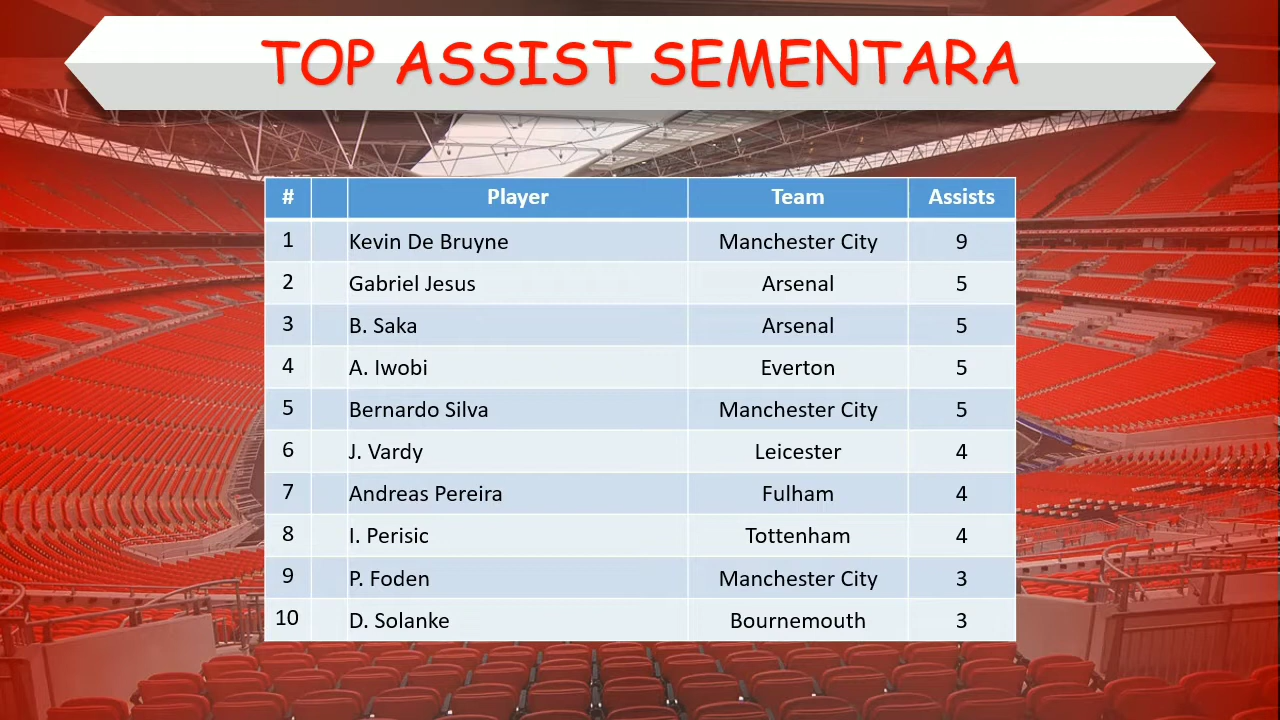 TOP ASSIST SEMENTARA
# Player Team Assists
1 Kevin De Bruyne Manchester City 9
2 Gabriel Jesus Arsenal 5
3 B. Saka Arsenal 5
4 A. Iwobi Everton 5
5 Bernardo Silva Manchester City 5
6 J. Vardy Leicester 4
7 Andreas Pereira Fulham 4
8 I. Perisic Tottenham 4
9 P. Foden Manchester City 3
10 D. Solanke Bournemouth 3